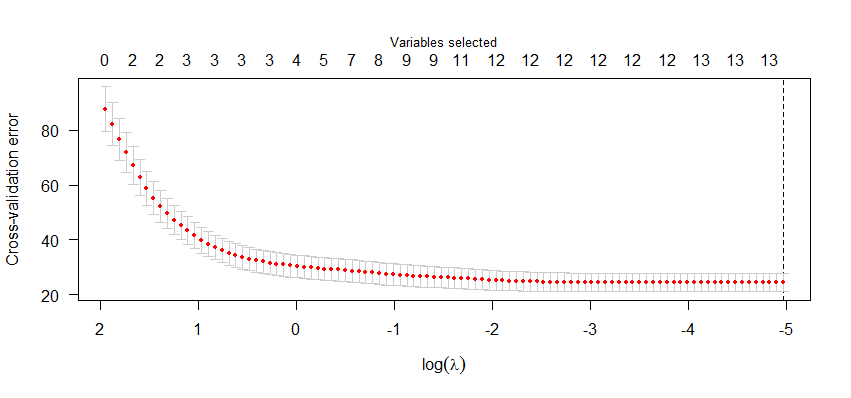 Variables selected
0 2 2 3 3 3 3 4 5 7 8 9 9 11 12 12 12 12 12 12 13 13 13
Cross-validation error
80
60
40
20
2 1 0 -1 -2 -3 -4 -5
log(λ)